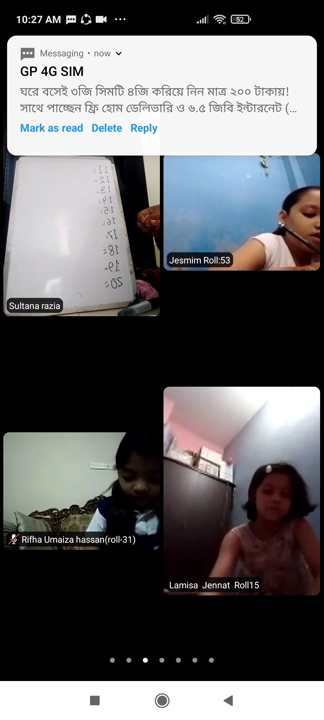 10:27 AM
52
Messaging • now
GP 4G SIM
ঘরে বসেই ৩জি সিমটি ৪জি করিয়ে নিন মাত্র ২০০ টাকায়!
সাথে পাচ্ছেন ফ্রি হোম ডেলিভারি ও ৬.৫ জিবি ইন্টারনেট (...
Mark as read Delete Reply
11:
12:
13:
14:
15:
16:
17.
18:
19.
20:
Sultana razia
Jesmim Roll:53
Rifha Umaiza hassan(roll-31)
Lamisa Jennat Roll15